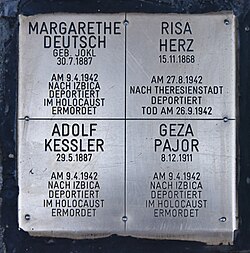 MARGARETHE
DEUTSCH
GEB. JOKL
30.7.1887
AM 9.4.1942
NACH IZBICA
DEPORTIERT
IM HOLOCAUST
ERMORDET
RISA
HERZ
15.11.1868
AM 27.8.1942
NACH THERESIENSTADT
DEPORTIERT
TOD AM 26.9.1942
ADOLF
KESSLER
29.5.1887
AM 9.4.1942
NACH IZBICA
DEPORTIERT
IM HOLOCAUST
ERMORDET
GEZA
PAJOR
8.12.1911
AM 9.4.1942
NACH IZBICA
DEPORTIERT
IM HOLOCAUST
ERMORDET